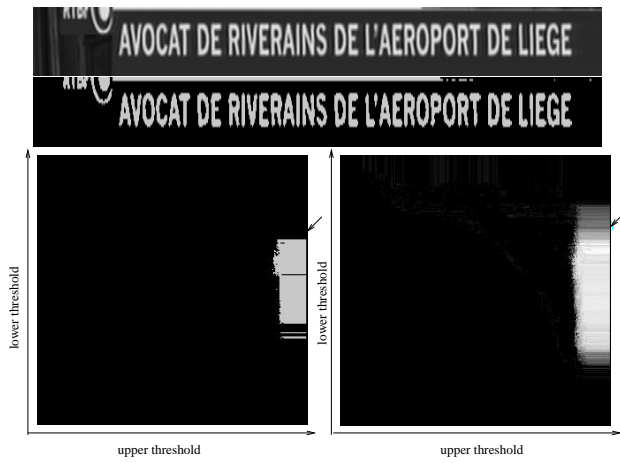 AVOCAT DE RIVERAINS DE L'AEROPORT DE LIEGE
AVOCAT DE RIVERAINS DE L'AEROPORT DE LIEGE
lower threshold
lower threshold
upper threshold
upper threshold